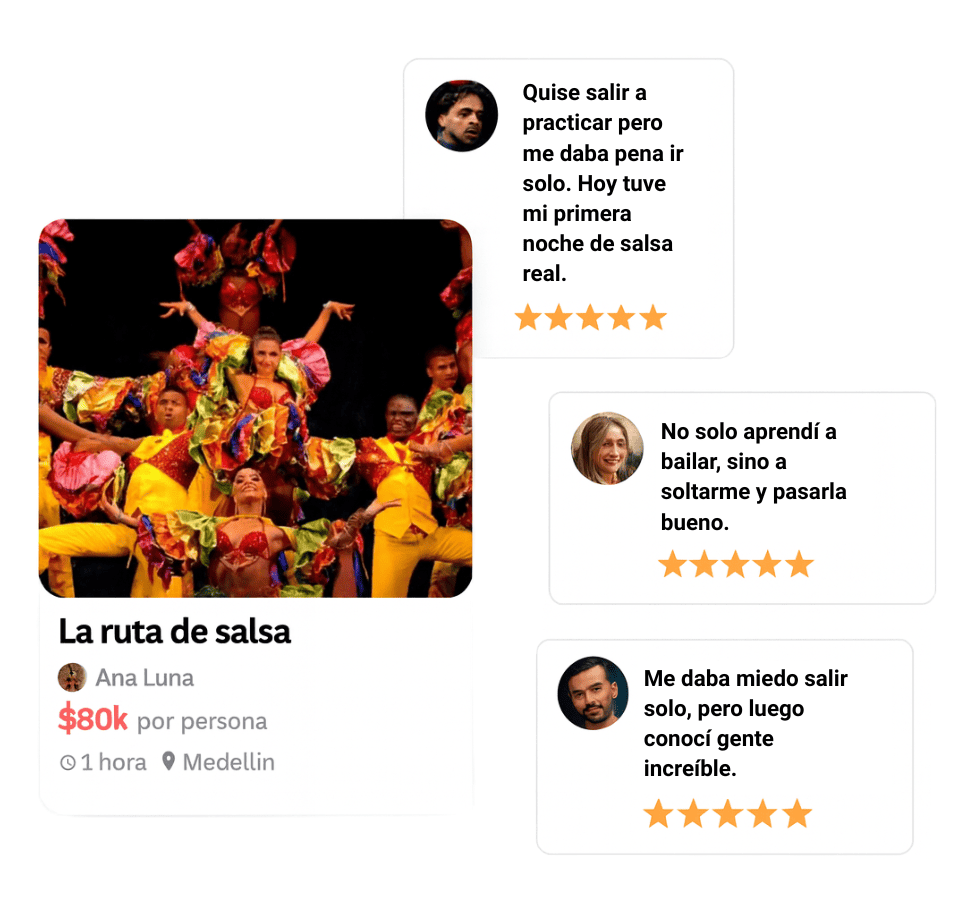 Quise salir a
practicar pero
me daba pena ir
solo. Hoy tuve
mi primera
noche de salsa
real.
No solo aprendí a
bailar, sino a
soltarme y pasarla
bueno.
Me daba miedo salir
solo, pero luego
conocí gente
increíble.
La ruta de salsa
Ana Luna
$80k por persona
1 hora Medellin